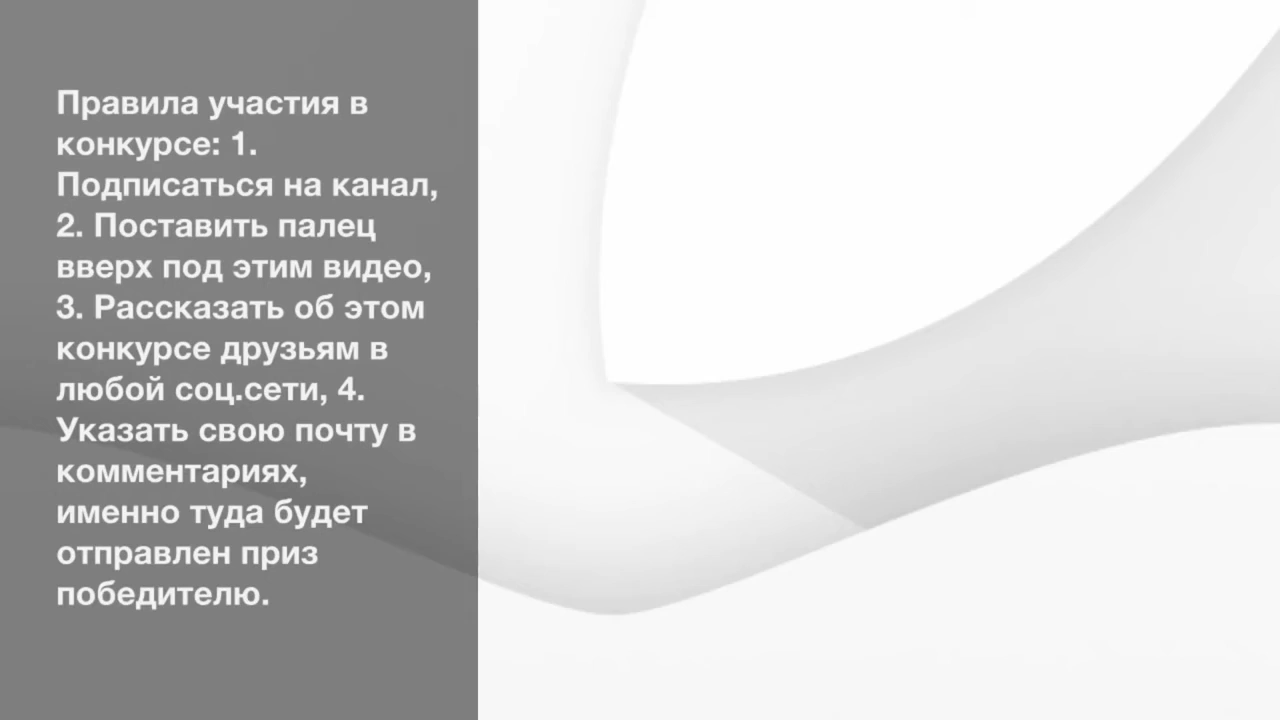 Правила участия в
конкурсе: 1.
Подписаться на канал,
2. Поставить палец
вверх под этим видео,
3. Рассказать об этом
конкурсе друзьям в
любой соц.сети, 4.
Указать свою почту в
комментариях,
именно туда будет
отправлен приз
победителю.